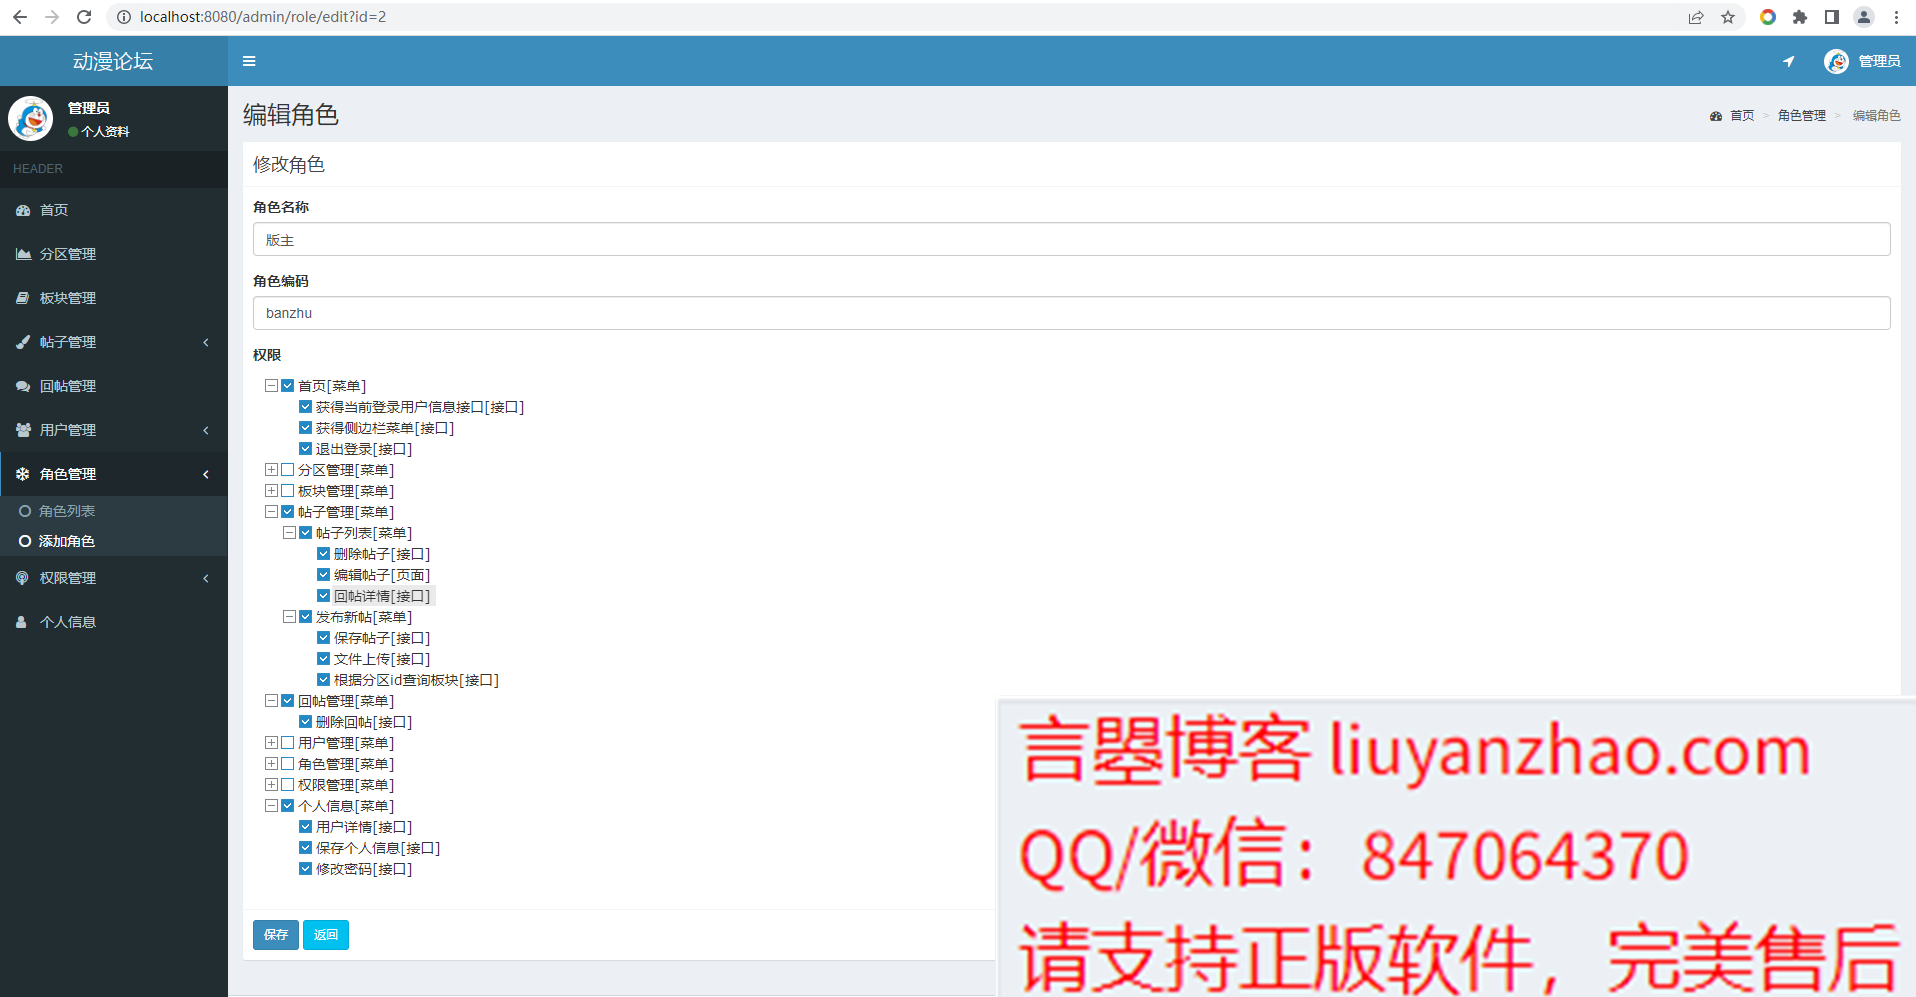 localhost:8080/admin/role/edit?id=2
动漫论坛
管理员
管理员
个人资料
编辑角色
首页 > 角色管理 > 编辑角色
HEADER
首页
分区管理
板块管理
帖子管理
回帖管理
用户管理
角色管理
角色列表
添加角色
权限管理
个人信息
修改角色
角色名称
版主
角色编码
banzhu
权限
首页[菜单]
获得当前登录用户信息接口[接口]
获得侧边栏菜单[接口]
退出登录[接口]
分区管理[菜单]
板块管理[菜单]
帖子管理[菜单]
帖子列表[菜单]
删除帖子[接口]
编辑帖子[页面]
回帖详情[接口]
发布新帖[菜单]
保存帖子[接口]
文件上传[接口]
根据分区id查询板块[接口]
回帖管理[菜单]
删除回帖[接口]
用户管理[菜单]
角色管理[菜单]
权限管理[菜单]
个人信息[菜单]
用户详情[接口]
保存个人信息[接口]
修改密码[接口]
保存 返回
言曌博客 liuyanzhao.com
QQ/微信：847064370
请支持正版软件，完美售后